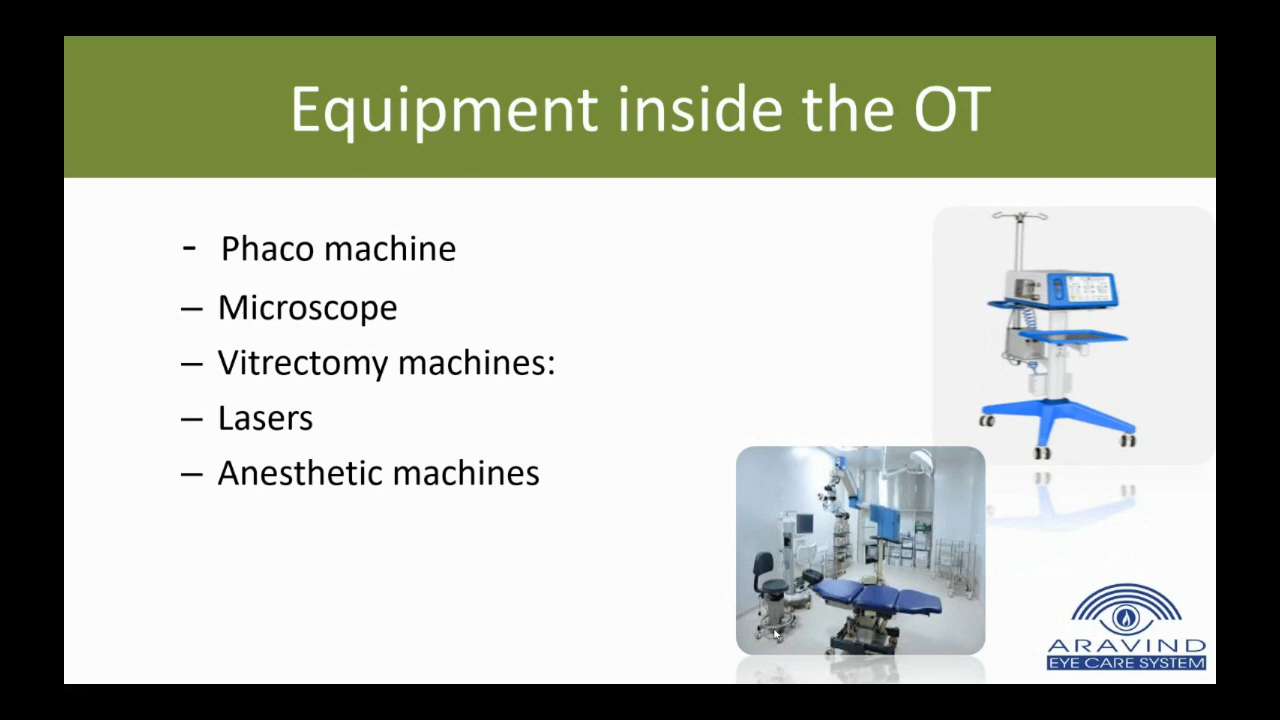 Equipment inside the OT
- Phaco machine
– Microscope
– Vitrectomy machines:
– Lasers
– Anesthetic machines
ARAVIND
EYE CARE SYSTEM